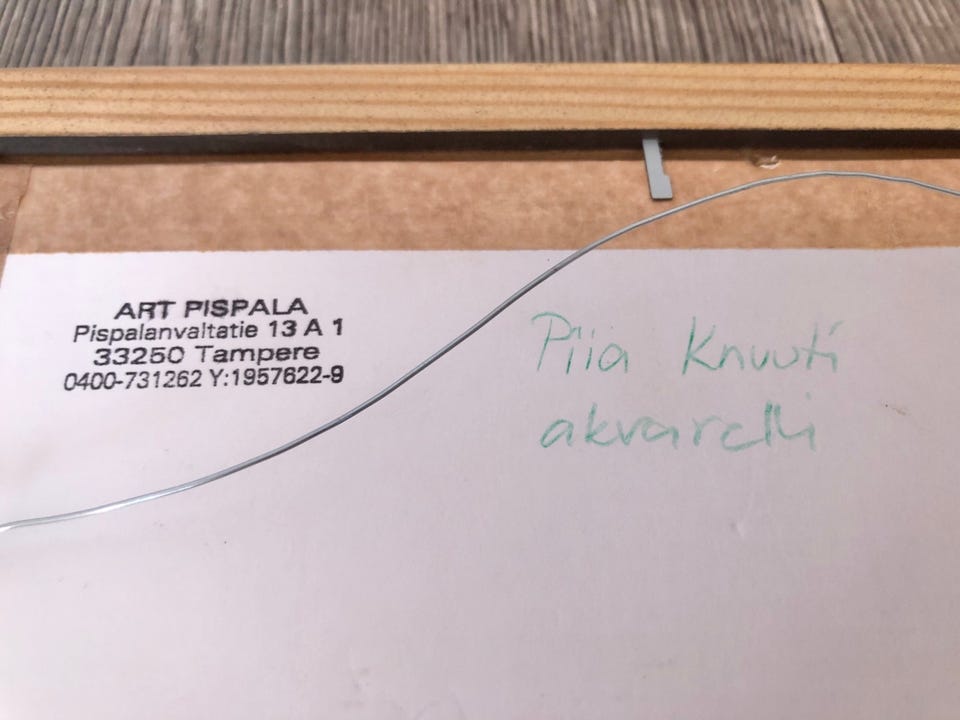 ART PISPALA
Pispalanvaltatie 13 A 1
33250 Tampere
0400-731262 Y:1957622-9
Piia Knuuti
akvarelli